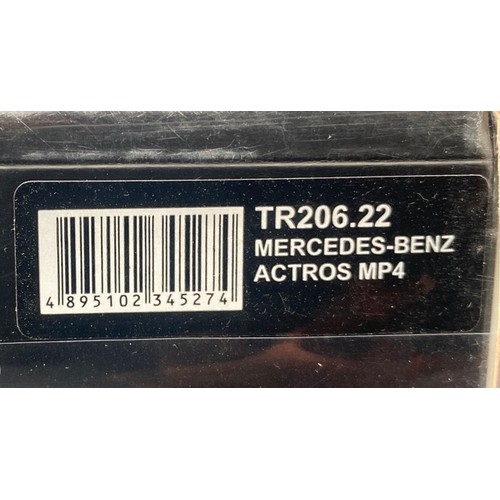 TR206.22
MERCEDES-BENZ
ACTROS MP4
4 895102 345274